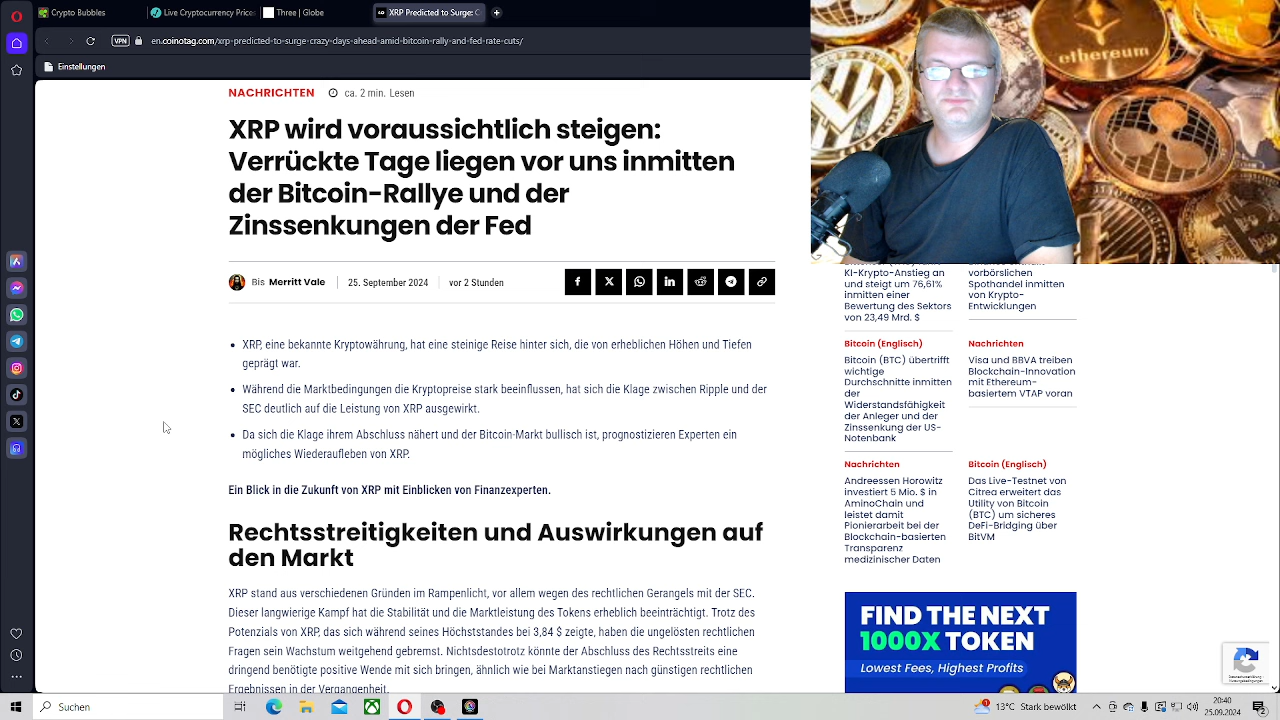 Crypto Bubbles
Live Cryptocurrency Prices
Three | Globe
XRP Predicted to Surge: C
VPN
en.coinotag.com/xrp-predicted-to-surge-crazy-days-ahead-amid-bitcoin-rally-and-fed-rate-cuts/
Einstellungen
NACHRICHTEN
ca. 2 min. Lesen
XRP wird voraussichtlich steigen:
Verrückte Tage liegen vor uns inmitten
der Bitcoin-Rallye und der
Zinssenkungen der Fed
Bis Merritt Vale
25. September 2024
vor 2 Stunden
XRP, eine bekannte Kryptowährung, hat eine steinige Reise hinter sich, die von erheblichen Höhen und Tiefen
geprägt war.
Während die Marktbedingungen die Kryptopreise stark beeinflussen, hat sich die Klage zwischen Ripple und der
SEC deutlich auf die Leistung von XRP ausgewirkt.
Da sich die Klage ihrem Abschluss nähert und der Bitcoin-Markt bullisch ist, prognostizieren Experten ein
mögliches Wiederaufleben von XRP.
Ein Blick in die Zukunft von XRP mit Einblicken von Finanzexperten.
Rechtsstreitigkeiten und Auswirkungen auf
den Markt
XRP stand aus verschiedenen Gründen im Rampenlicht, vor allem wegen des rechtlichen Gerangels mit der SEC.
Dieser langwierige Kampf hat die Stabilität und die Marktleistung des Tokens erheblich beeinträchtigt. Trotz des
Potenzials von XRP, das sich während seines Höchststandes bei 3,84 $ zeigte, haben die ungelösten rechtlichen
Fragen sein Wachstum weitgehend gebremst. Nichtsdestotrotz könnte der Abschluss des Rechtsstreits eine
dringend benötigte positive Wende mit sich bringen, ähnlich wie bei Marktanstiegen nach günstigen rechtlichen
Ergebnissen in der Vergangenheit.
ethereum
KI-Krypto-Anstieg an
und steigt um 76,61%
inmitten einer
Bewertung des Sektors
von 23,49 Mrd. $
vorbörslichen
Spothandel inmitten
von Krypto-
Entwicklungen
Bitcoin (Englisch)
Bitcoin (BTC) übertrifft
wichtige
Durchschnitte inmitten
der
Widerstandsfähigkeit
der Anleger und der
Zinssenkung der US-
Notenbank
Nachrichten
Visa und BBVA treiben
Blockchain-Innovation
mit Ethereum-
basiertem VTAP voran
Nachrichten
Andreessen Horowitz
investiert 5 Mio. $ in
AminoChain und
leistet damit
Pionierarbeit bei der
Blockchain-basierten
Transparenz
medizinischer Daten
Bitcoin (Englisch)
Das Live-Testnet von
Citrea erweitert das
Utility von Bitcoin
(BTC) um sicheres
DeFi-Bridging über
BitVM
FIND THE NEXT
1000X TOKEN
Lowest Fees, Highest Profits
Suchen
13°C Stark bewölkt
20:40
25.09.2024